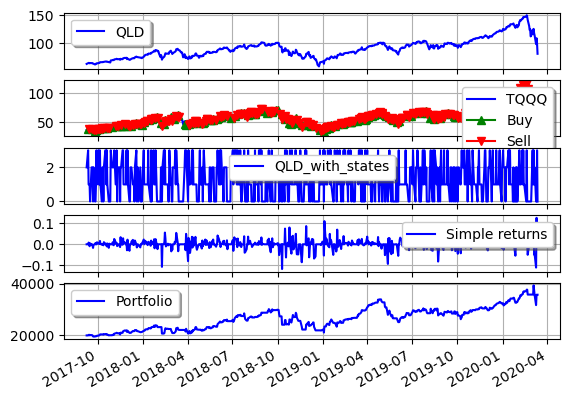 150
100
QLD
100
50
TQQQ
Buy
Sell
2
0
QLD_with_states
0.1
0.0
−0.1
Simple returns
40000
20000
Portfolio
2017-10 2018-01 2018-04 2018-07 2018-10 2019-01 2019-04 2019-07 2019-10 2020-01 2020-04